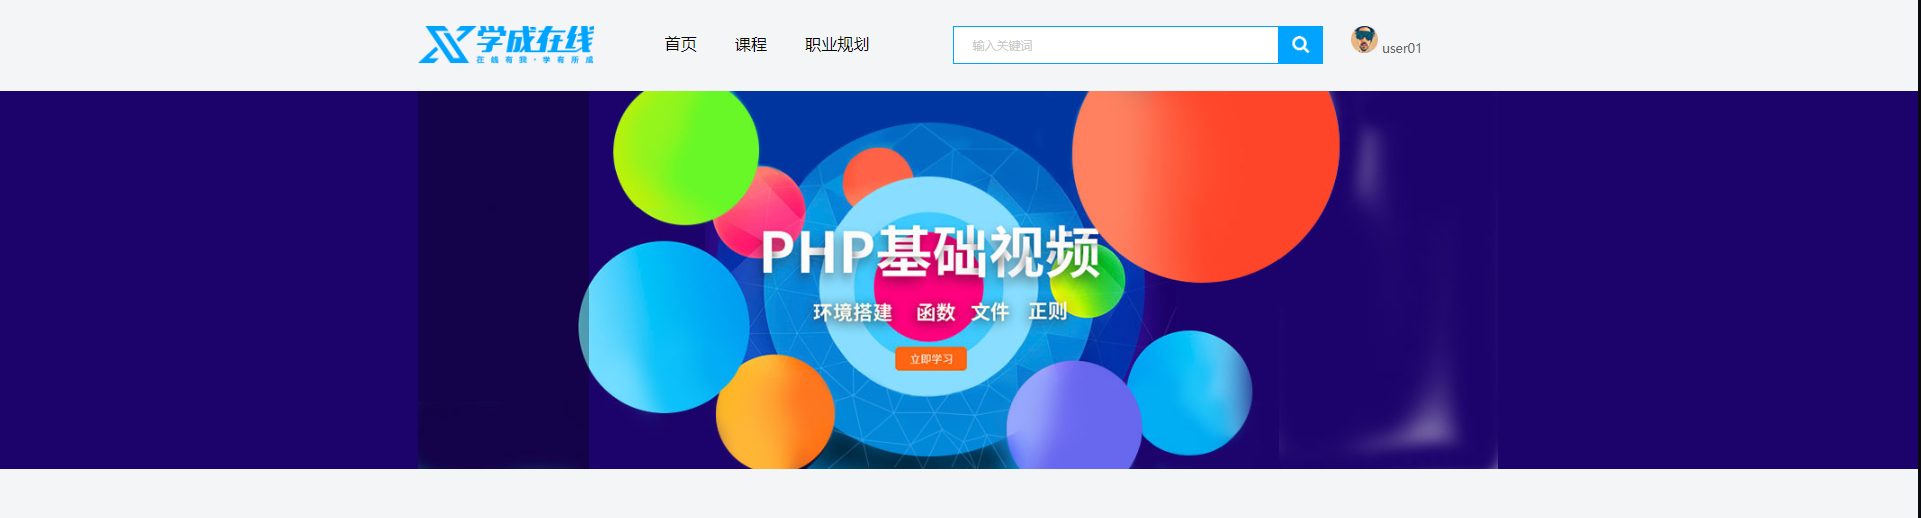 学成在线
在线有我·学有所成
首页 课程 职业规划
输入关键词
user01
PHP基础视频
环境搭建 函数 文件 正则
立即学习